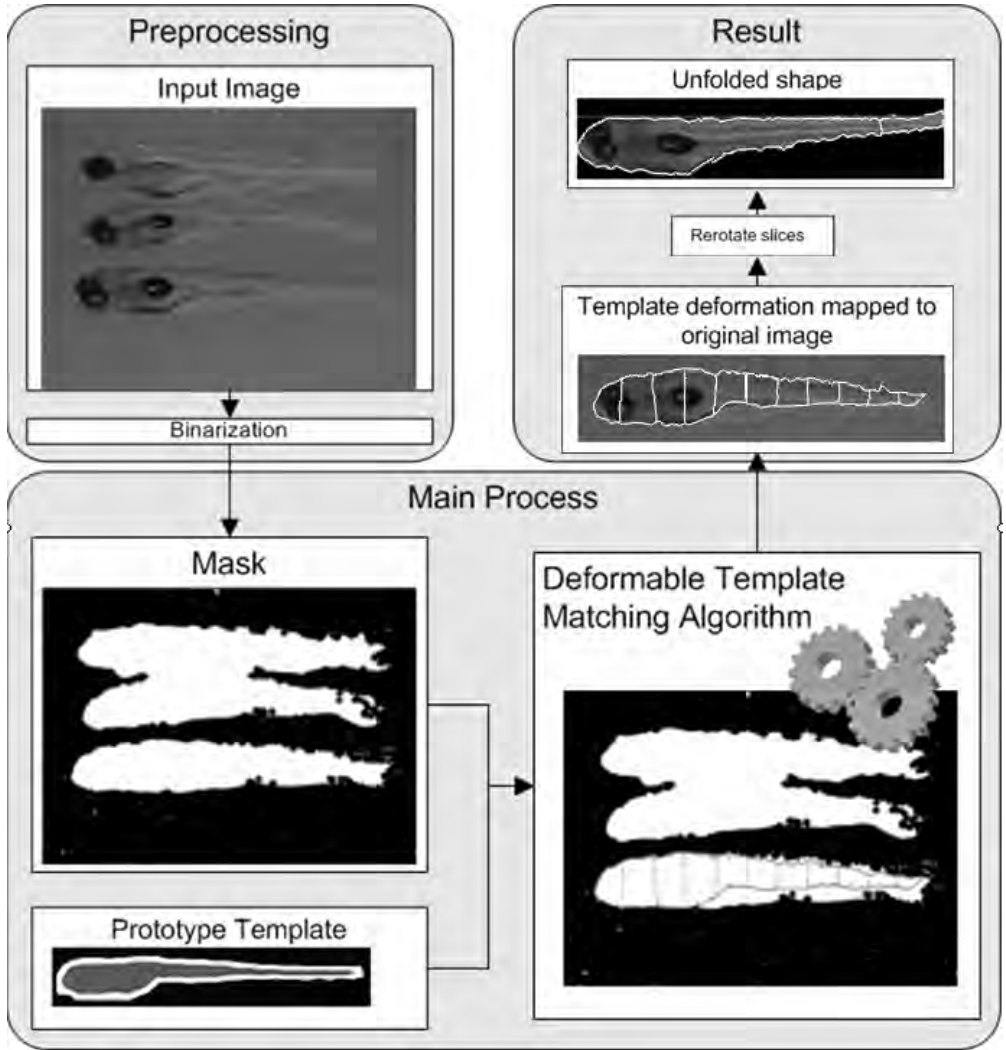 Preprocessing
Input Image
Binarization
Result
Unfolded shape
Rerotate slices
Template deformation mapped to
original image
Main Process
Mask
Prototype Template
Deformable Template
Matching Algorithm